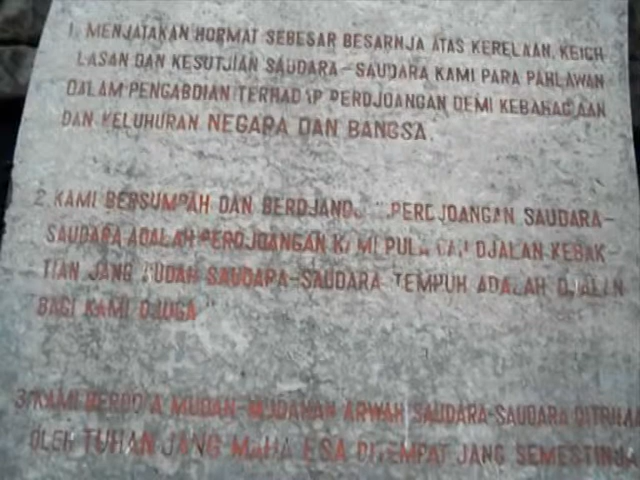 1. MENJATAKAN HORMAT SEBESAR BESARNJA ATAS KERELAAN, KEICH
LASAN DAN KESUTJIAN SAUDARA-SAUDARA KAMI PARA PAHLAWAN
DALAM PENGABDIAN TERHADAP PERDJOANGAN DEMI KEBAHAGIAAN
DAN KELUHURAN NEGARA DAN BANGSA.
2. KAMI BERSUMPAH DAN BERDJANDJI "PERDJOANGAN SAUDARA-
SAUDARA ADALAH PERDJOANGAN KAMI PULA DAN DJALAN KEBAK-
TIAN JANG SUDAH SAUDARA-SAUDARA TEMPUH ADALAH DJALAN
BAGI KAMI DJUGA"
3. KAMI BERDO'A MUDAH-MUDAHAN ARWAH SAUDARA-SAUDARA
OLEH TUHAN JANG MAHA ESA DITEMPAT JANG SEMESTINJA